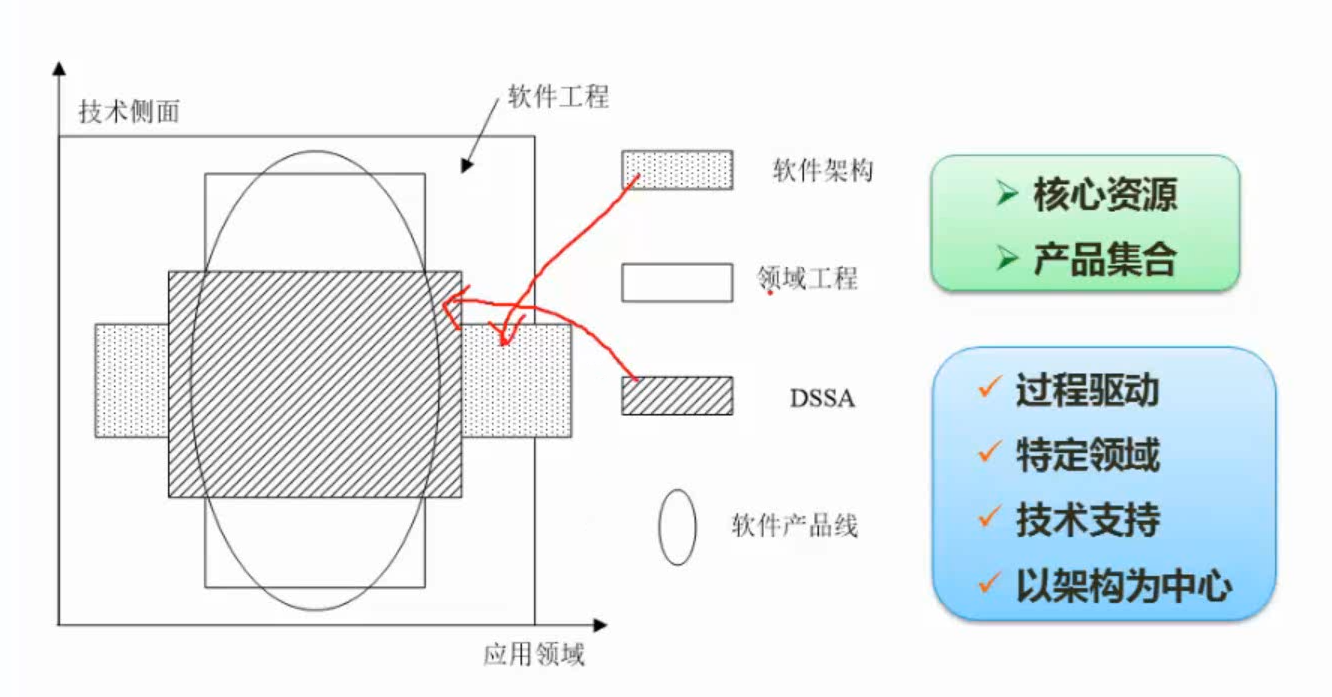 技术侧面
软件工程
软件架构
领域工程
DSSA
软件产品线
应用领域
核心资源
产品集合
过程驱动
特定领域
技术支持
以架构为中心